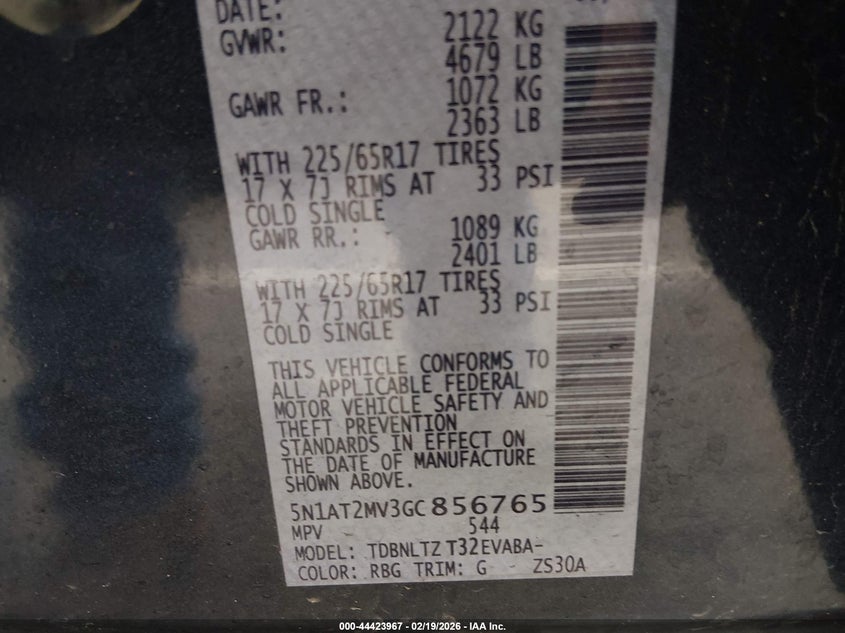 DATE:
GVWR: 2122 KG
4679 LB
GAWR FR.: 1072 KG
2363 LB
WITH 225/65R17 TIRES
17 X 7J RIMS AT 33 PSI
COLD SINGLE
GAWR RR.: 1089 KG
2401 LB
WITH 225/65R17 TIRES
17 X 7J RIMS AT 33 PSI
COLD SINGLE
THIS VEHICLE CONFORMS TO
ALL APPLICABLE FEDERAL
MOTOR VEHICLE SAFETY AND
THEFT PREVENTION
STANDARDS IN EFFECT ON
THE DATE OF MANUFACTURE
SHOWN ABOVE.
5N1AT2MV3GC856765
MPV 544
MODEL: TDBNLTZ T32EVABA-
COLOR: RBG TRIM: G - ZS30A
000-44423967 - 02/19/2026 - IAA Inc.